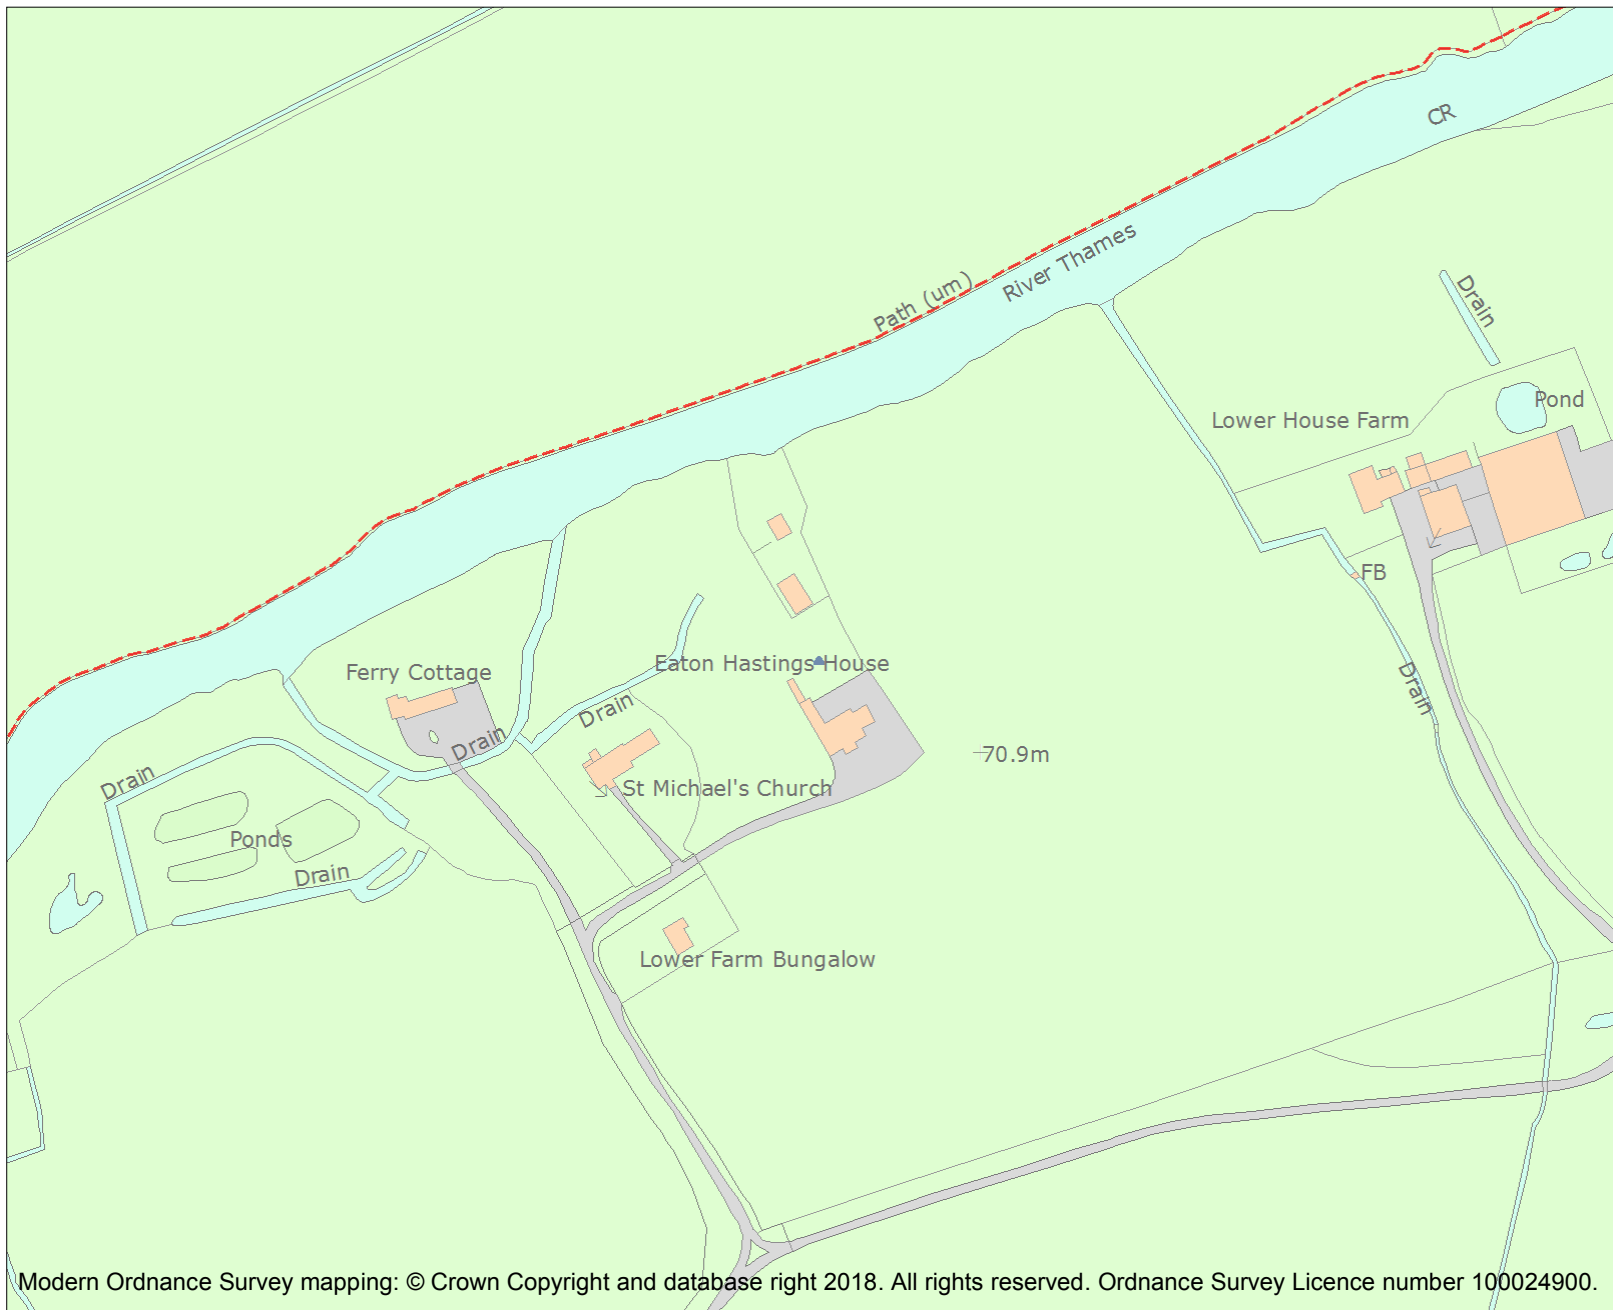 CR
River Thames
Path (um)
Drain
Pond
Lower House Farm
FB
Ferry Cottage
Eaton Hastings House
Drain
Drain
Drain
70.9m
Drain
St Michael's Church
Ponds
Drain
Lower Farm Bungalow
Modern Ordnance Survey mapping: © Crown Copyright and database right 2018. All rights reserved. Ordnance Survey Licence number 100024900.